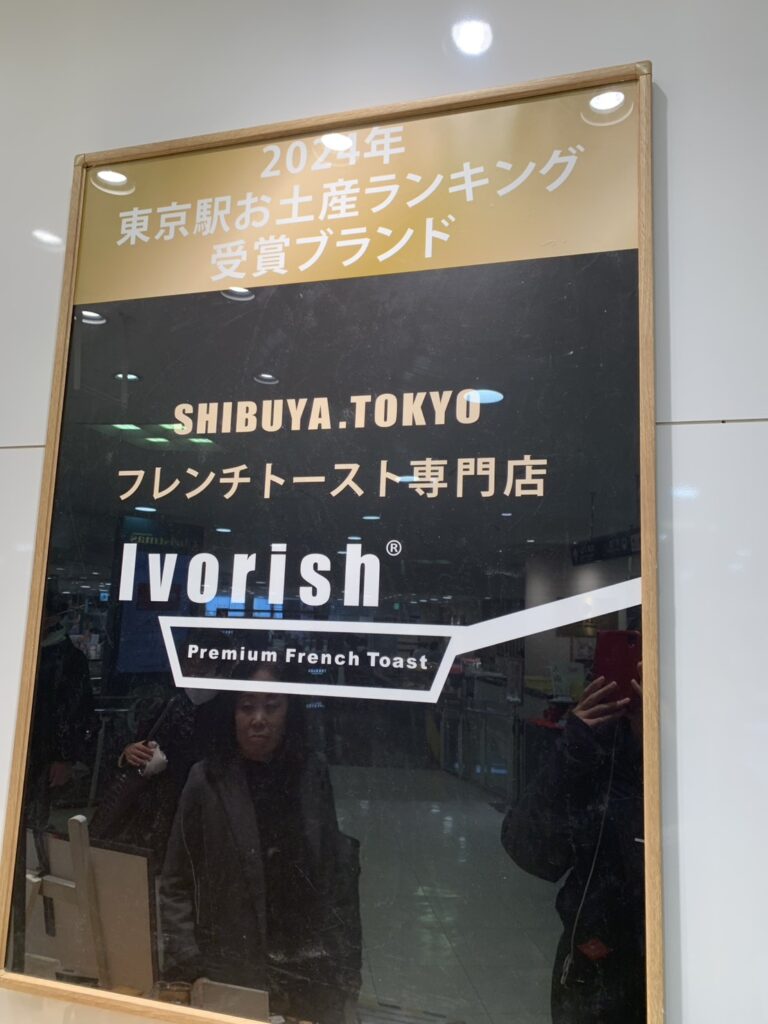 2024年
東京駅お土産ランキング
受賞ブランド
SHIBUYA.TOKYO
フレンチトースト専門店
Ivorish®
Premium French Toast